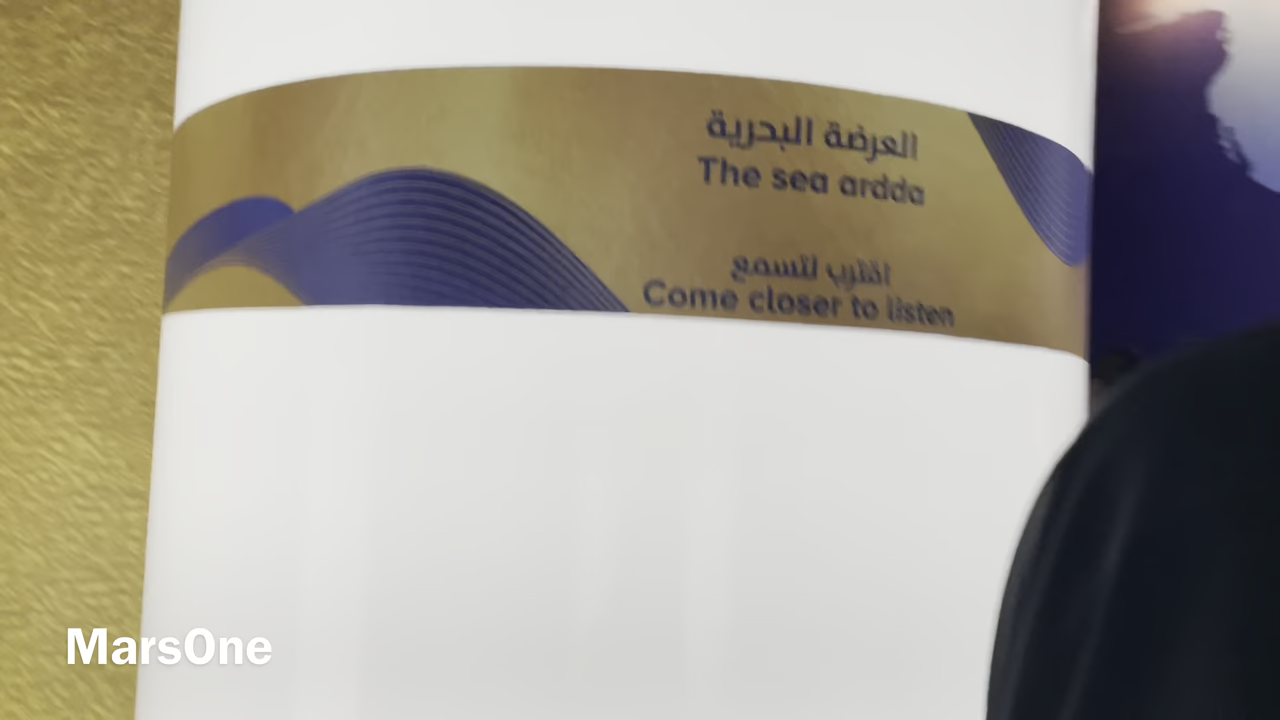 العرضة البحرية
The sea ardda
اقترب لتسمع
Come closer to listen
MarsOne